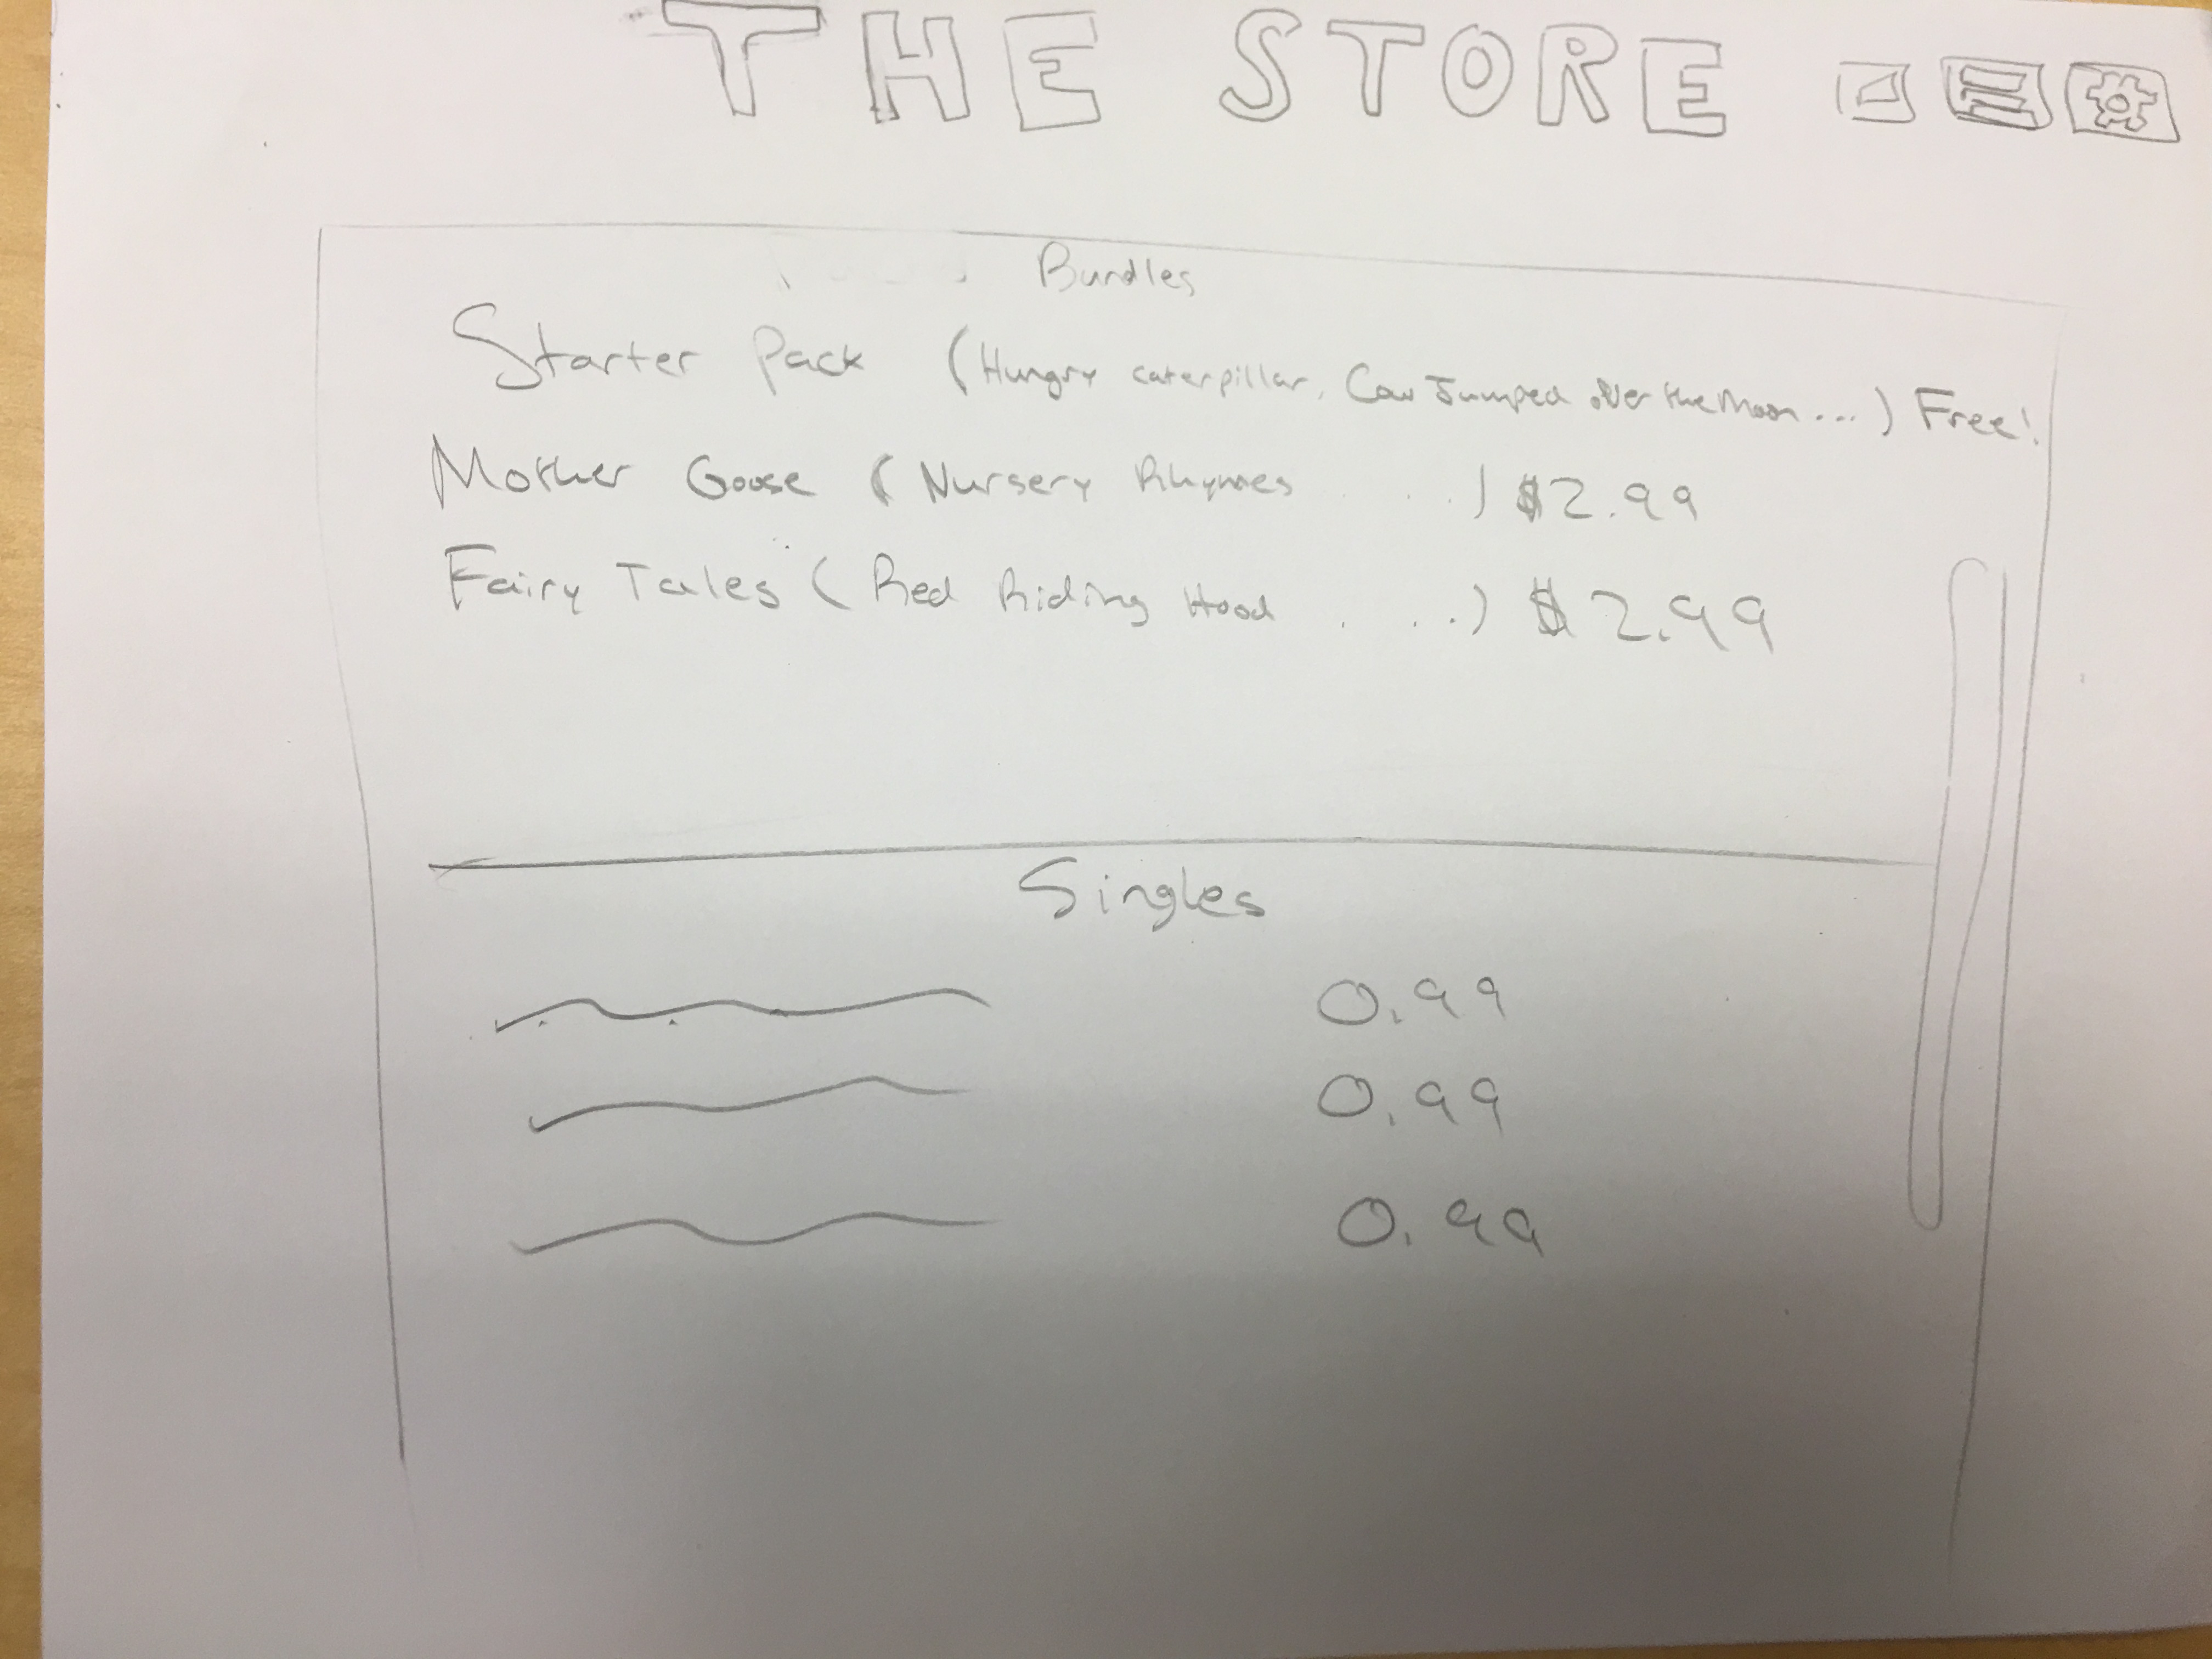 THE STORE
Bundles
Starter Pack (Hungry caterpillar, Cow Jumped over the Moon...) Free!
Mother Goose (Nursery Rhymes ...) $2.99
Fairy Tales (Red Riding Hood ...) $2.99
Singles
0.99
0.99
0.99